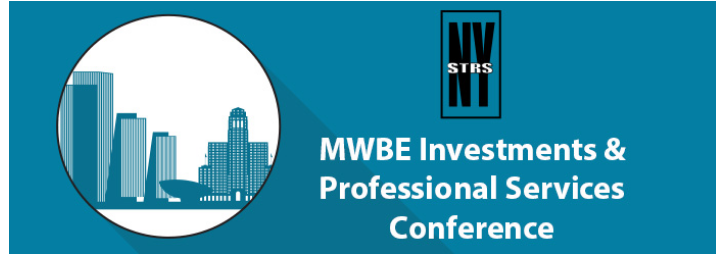 NY
STRS
MWBE Investments &
Professional Services
Conference